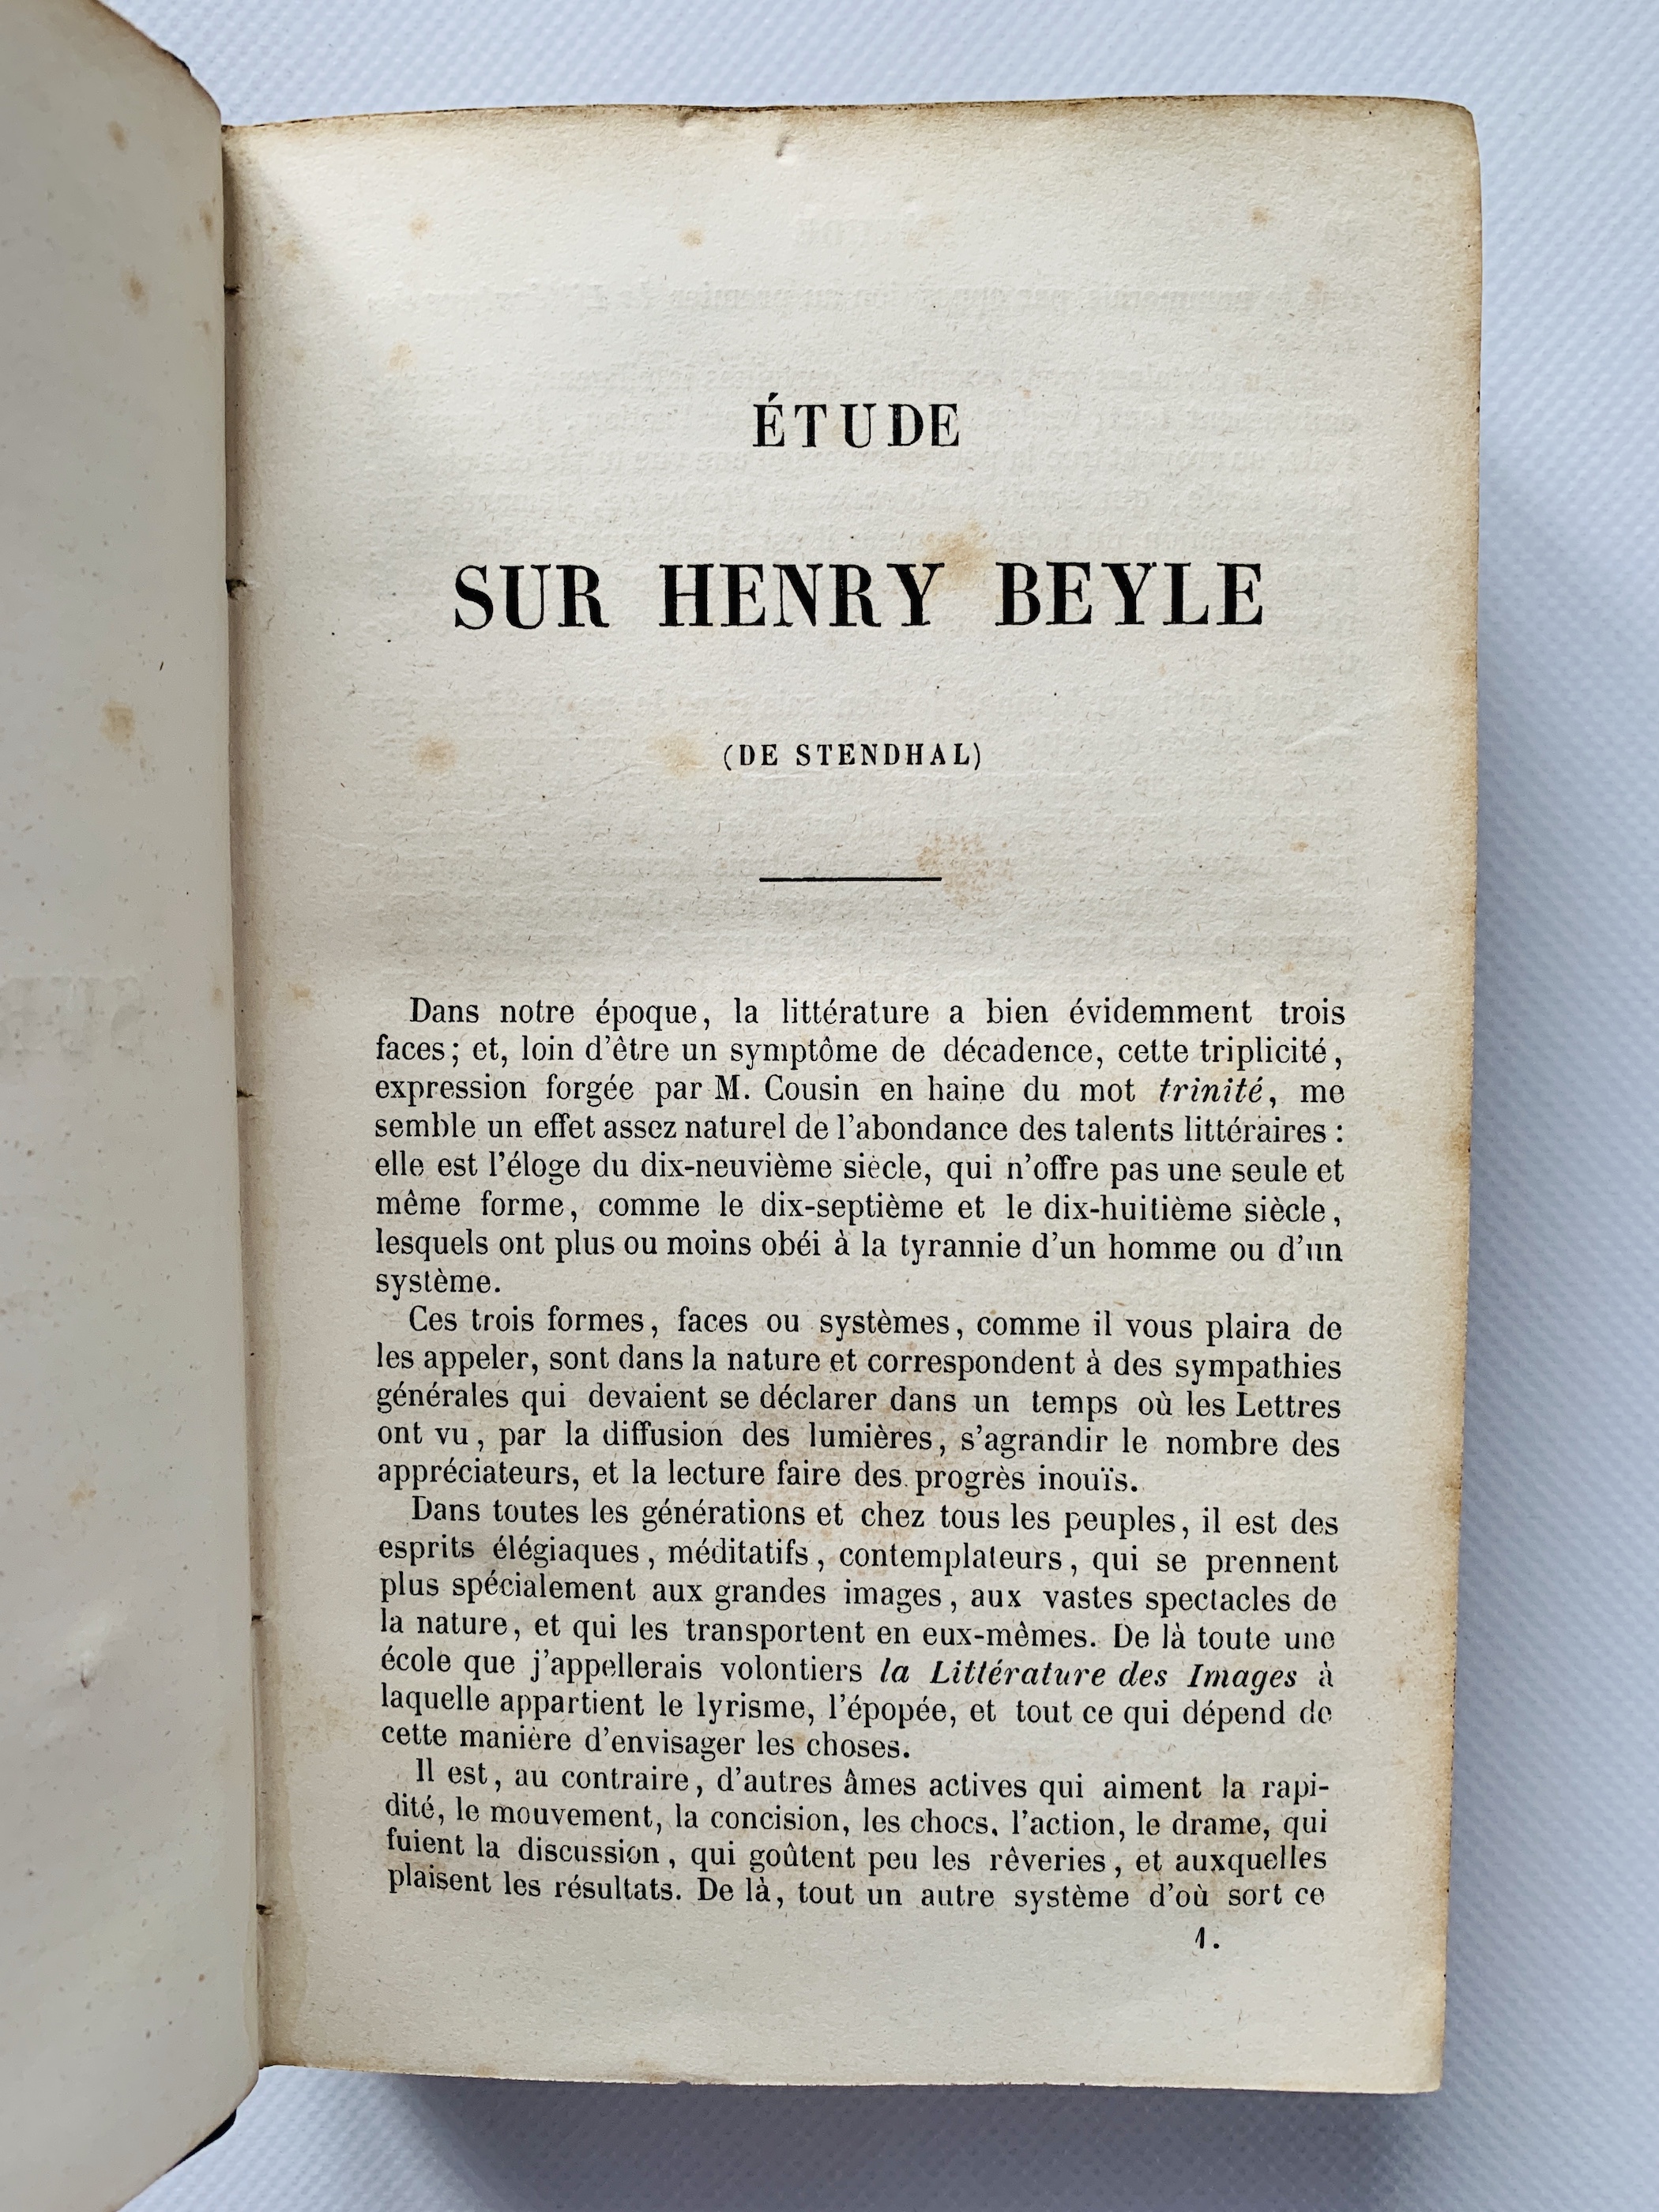 ÉTUDE
SUR HENRY BEYLE
(DE STENDHAL)
Dans notre époque, la littérature a bien évidemment trois
faces; et, loin d'être un symptôme de décadence, cette triplicité,
expression forgée par M. Cousin en haine du mot trinité, me
semble un effet assez naturel de l'abondance des talents littéraires :
elle est l'éloge du dix-neuvième siècle, qui n'offre pas une seule et
même forme, comme le dix-septième et le dix-huitième siècle,
lesquels ont plus ou moins obéi à la tyrannie d'un homme ou d'un
système.
Ces trois formes, faces ou systèmes, comme il vous plaira de
les appeler, sont dans la nature et correspondent à des sympathies
générales qui devaient se déclarer dans un temps où les Lettres
ont vu, par la diffusion des lumières, s'agrandir le nombre des
appréciateurs, et la lecture faire des progrès inouïs.
Dans toutes les générations et chez tous les peuples, il est des
esprits élégiaques, méditatifs, contemplateurs, qui se prennent
plus spécialement aux grandes images, aux vastes spectacles de
la nature, et qui les transportent en eux-mêmes. De là toute une
école que j'appellerais volontiers la Littérature des Images à
laquelle appartient le lyrisme, l'épopée, et tout ce qui dépend de
cette manière d'envisager les choses.
Il est, au contraire, d'autres âmes actives qui aiment la rapi-
dité, le mouvement, la concision, les chocs, l'action, le drame, qui
fuient la discussion, qui goûtent peu les rêveries, et auxquelles
plaisent les résultats. De là, tout un autre système d'où sort ce
1.